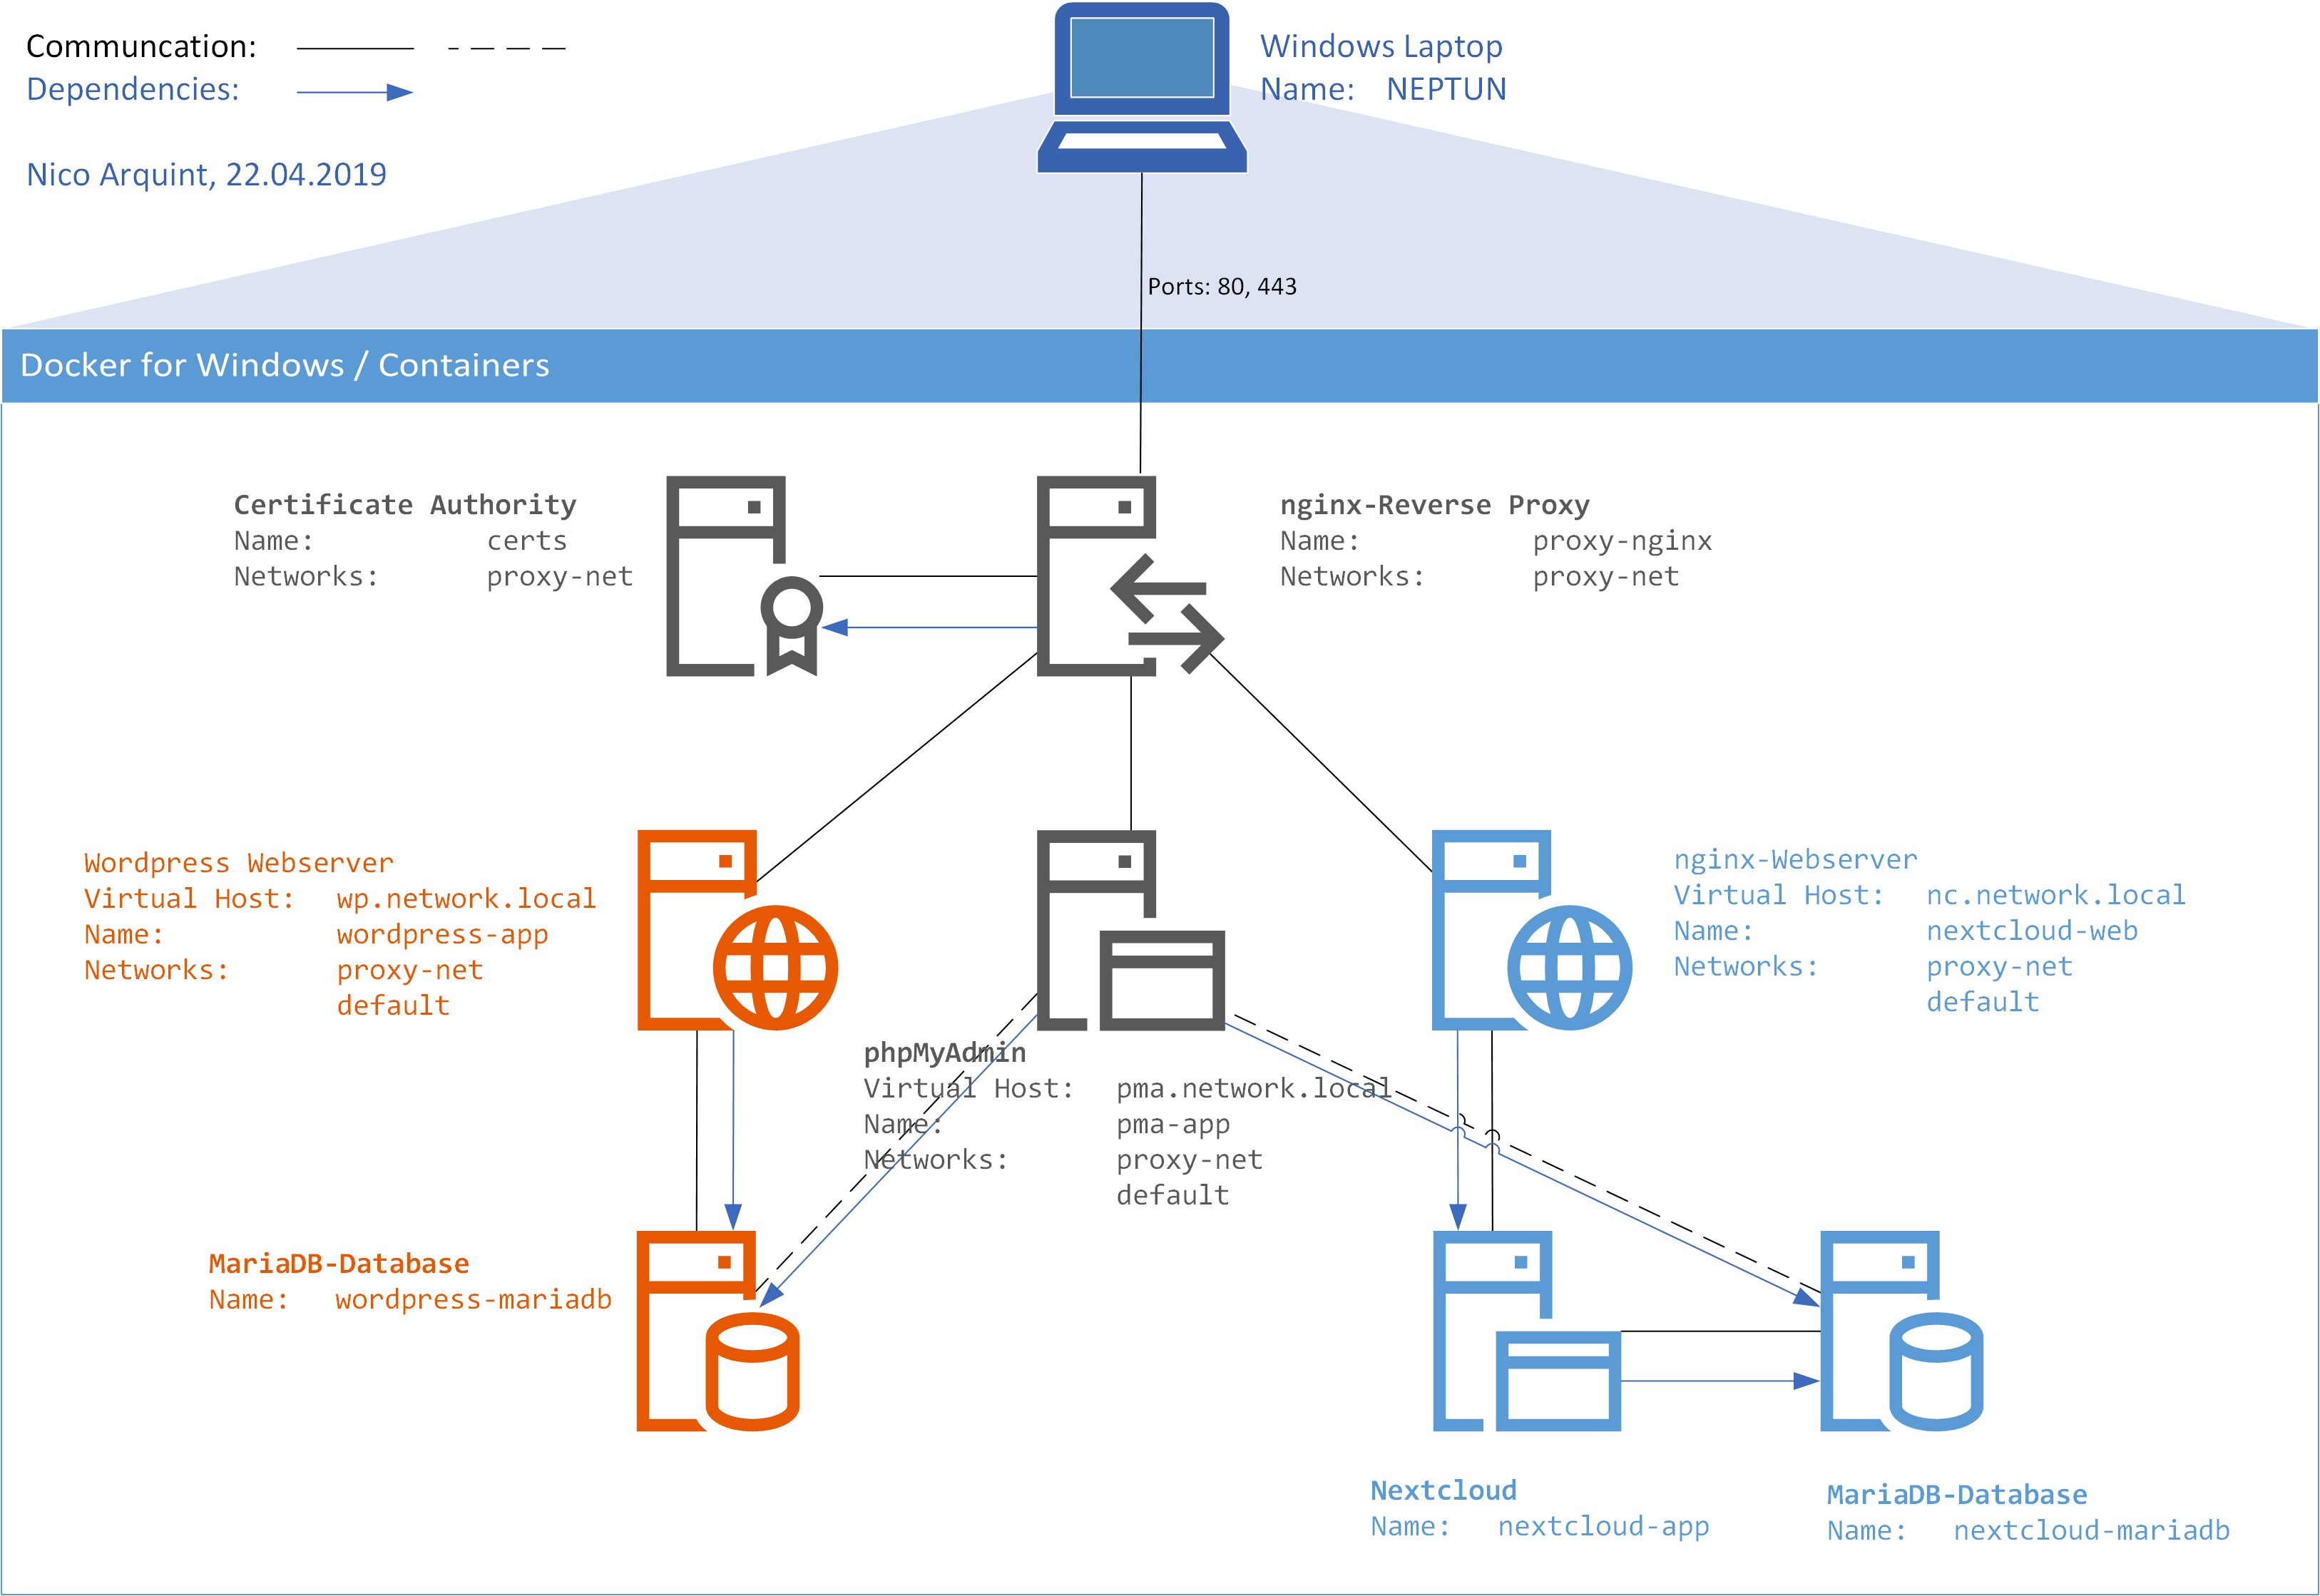 Communcation:
Dependencies:
Nico Arquint, 22.04.2019
Windows Laptop
Name: NEPTUN
Ports: 80, 443
Docker for Windows / Containers
Certificate Authority
Name: certs
Networks: proxy-net
nginx-Reverse Proxy
Name: proxy-nginx
Networks: proxy-net
Wordpress Webserver
Virtual Host: wp.network.local
Name: wordpress-app
Networks: proxy-net
default
phpMyAdmin
Virtual Host: pma.network.local
Name: pma-app
Networks: proxy-net
default
nginx-Webserver
Virtual Host: nc.network.local
Name: nextcloud-web
Networks: proxy-net
default
MariaDB-Database
Name: wordpress-mariadb
Nextcloud
Name: nextcloud-app
MariaDB-Database
Name: nextcloud-mariadb